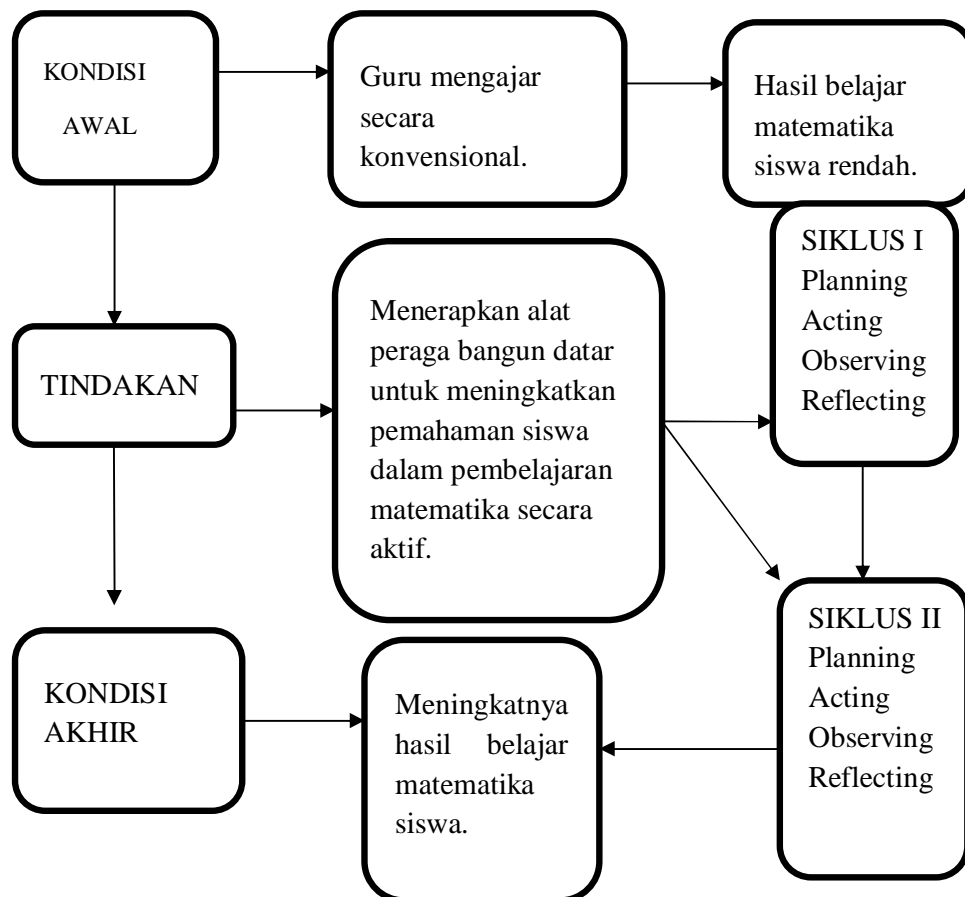 KONDISI
AWAL
Guru mengajar
secara
konvensional.
Hasil belajar
matematika
siswa rendah.
TINDAKAN
Menerapkan alat
peraga bangun datar
untuk meningkatkan
pemahaman siswa
dalam pembelajaran
matematika secara
aktif.
SIKLUS I
Planning
Acting
Observing
Reflecting
SIKLUS II
Planning
Acting
Observing
Reflecting
KONDISI
AKHIR
Meningkatnya
hasil belajar
matematika
siswa.